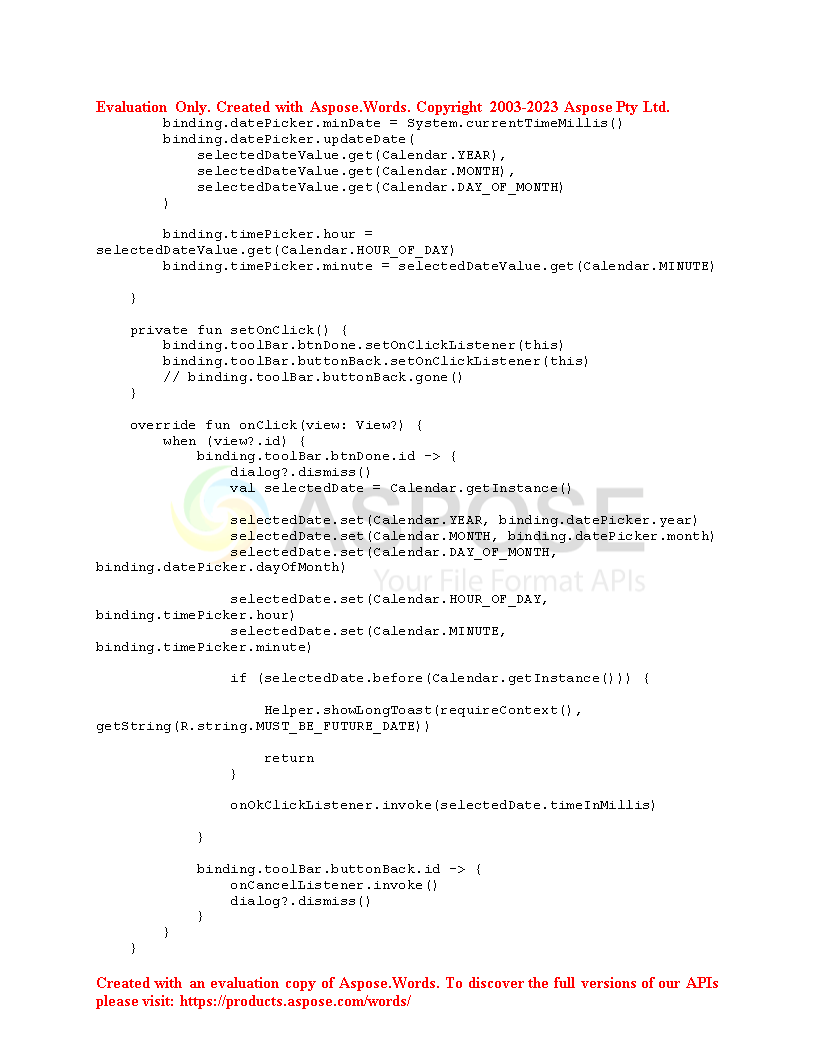 Evaluation Only. Created with Aspose.Words. Copyright 2003-2023 Aspose Pty Ltd.
        binding.datePicker.minDate = System.currentTimeMillis()
        binding.datePicker.updateDate(
            selectedDateValue.get(Calendar.YEAR),
            selectedDateValue.get(Calendar.MONTH),
            selectedDateValue.get(Calendar.DAY_OF_MONTH)
        )
        binding.timePicker.hour =
selectedDateValue.get(Calendar.HOUR_OF_DAY)
        binding.timePicker.minute = selectedDateValue.get(Calendar.MINUTE)
    }
    private fun setOnClick() {
        binding.toolBar.btnDone.setOnClickListener(this)
        binding.toolBar.buttonBack.setOnClickListener(this)
        // binding.toolBar.buttonBack.gone()
    }
    override fun onClick(view: View?) {
        when (view?.id) {
            binding.toolBar.btnDone.id -> {
                dialog?.dismiss()
                val selectedDate = Calendar.getInstance()
ASPOSE
                selectedDate.set(Calendar.YEAR, binding.datePicker.year)
                selectedDate.set(Calendar.MONTH, binding.datePicker.month)
                selectedDate.set(Calendar.DAY_OF_MONTH,
binding.datePicker.dayOfMonth)
Your File Format APIs
                selectedDate.set(Calendar.HOUR_OF_DAY,
binding.timePicker.hour)
                selectedDate.set(Calendar.MINUTE,
binding.timePicker.minute)
                if (selectedDate.before(Calendar.getInstance())) {
                    Helper.showLongToast(requireContext(),
getString(R.string.MUST_BE_FUTURE_DATE))
                    return
                }
                onOkClickListener.invoke(selectedDate.timeInMillis)
            }
            binding.toolBar.buttonBack.id -> {
                onCancelListener.invoke()
                dialog?.dismiss()
            }
        }
    }
Created with an evaluation copy of Aspose.Words. To discover the full versions of our APIs
please visit: https://products.aspose.com/words/